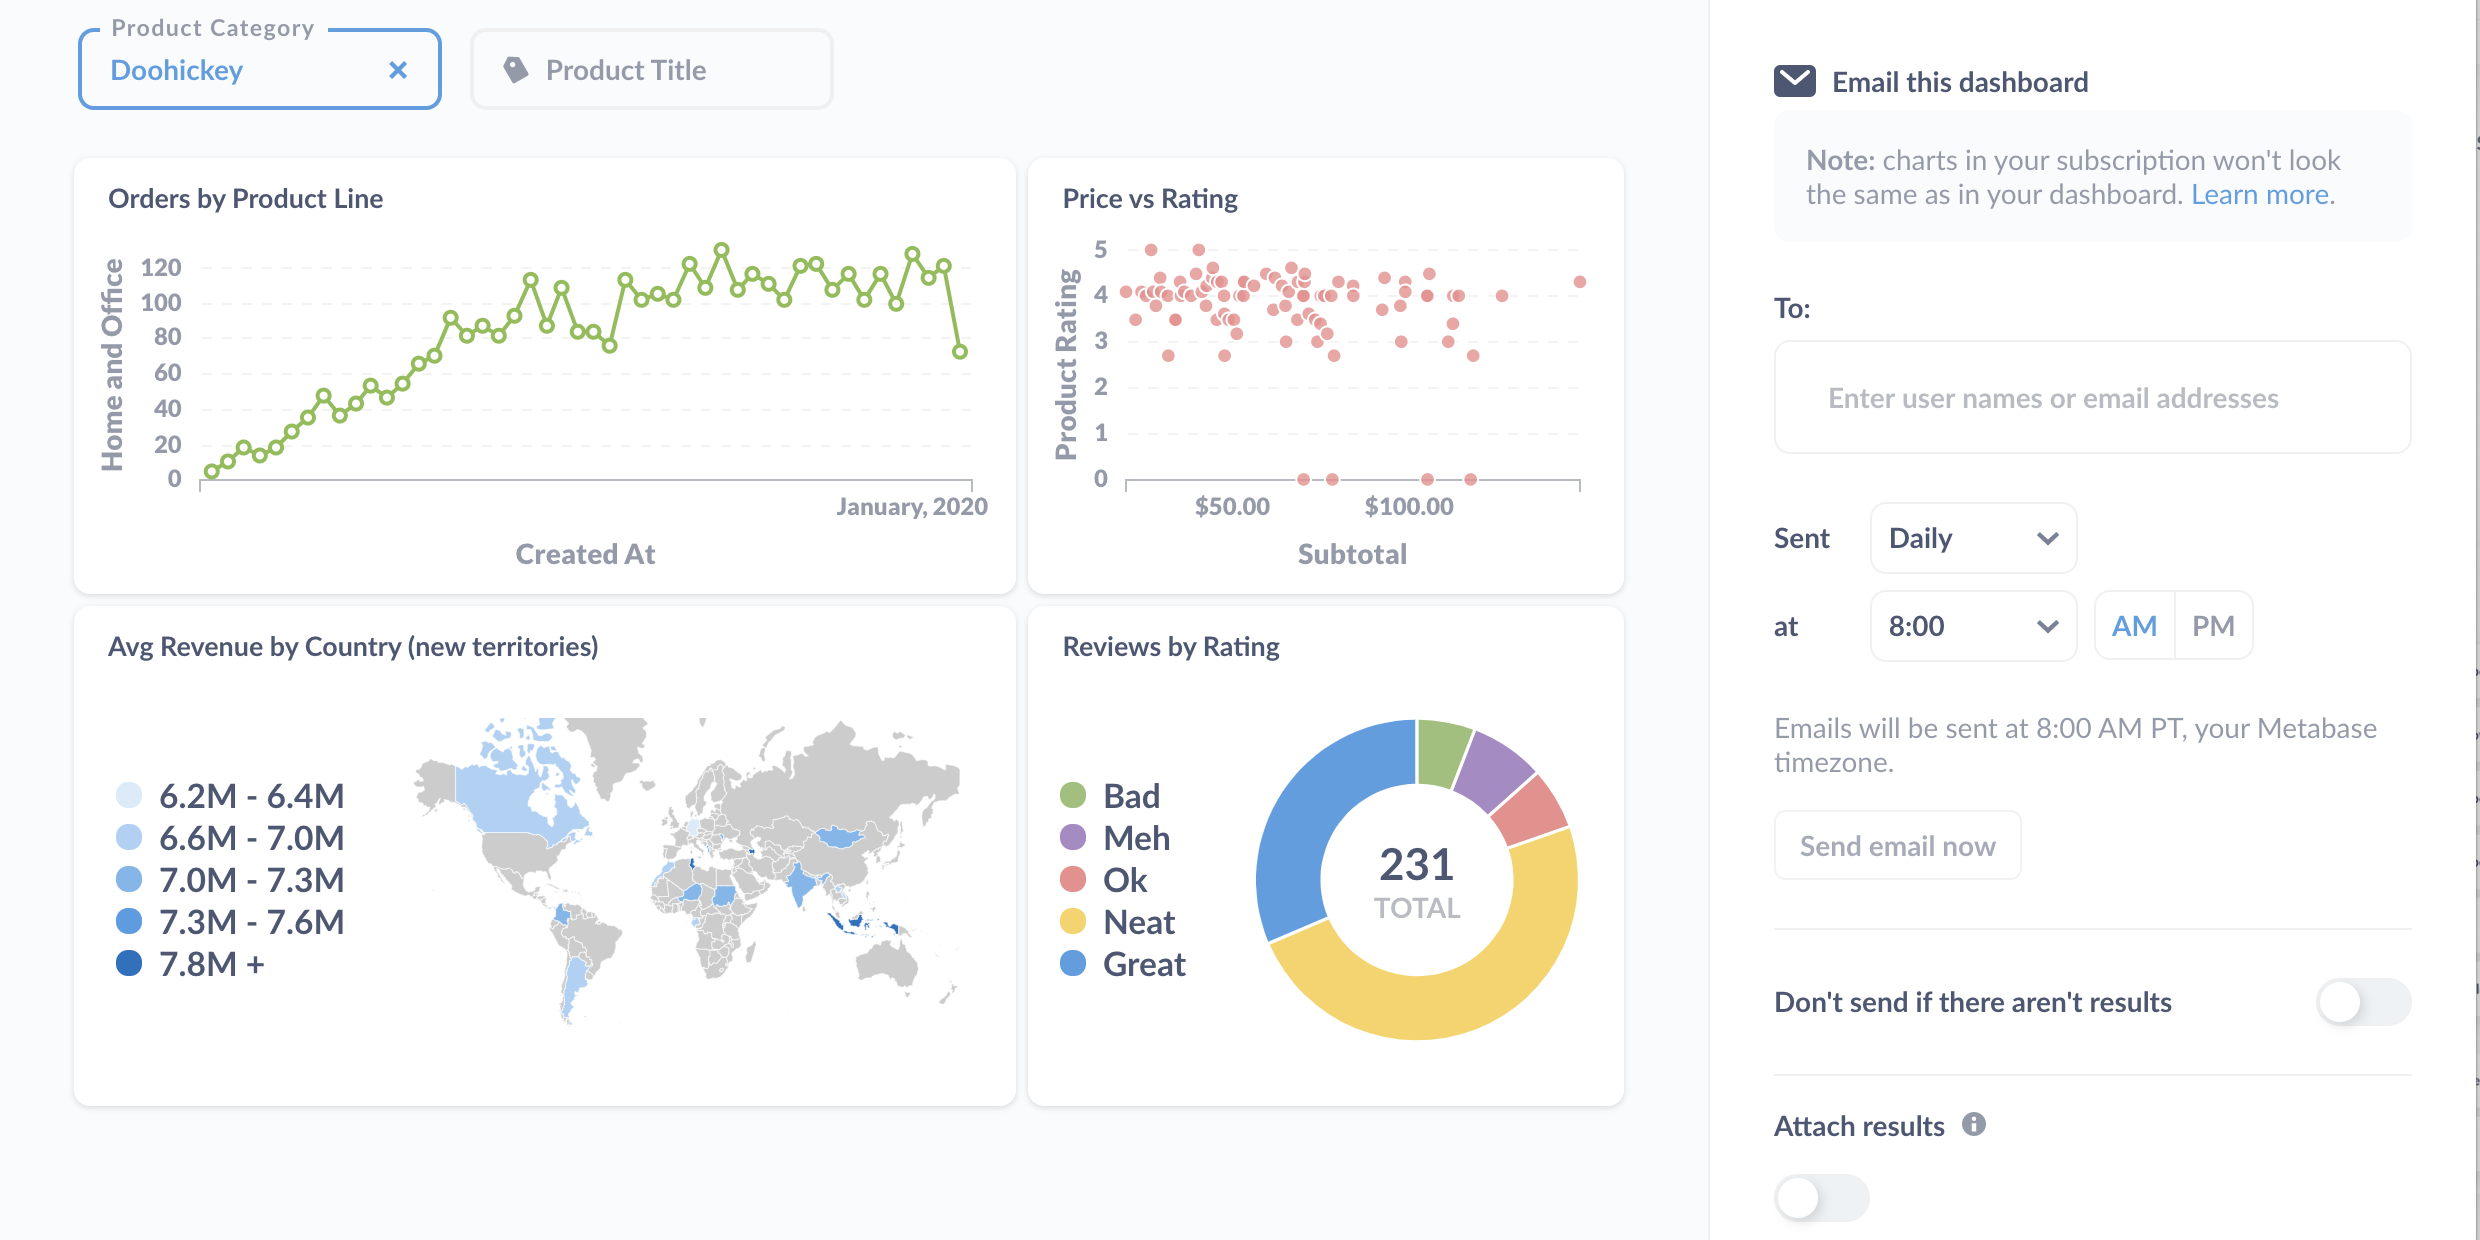 Product Category
Doohickey
Product Title
Orders by Product Line
Home and Office
120
100
80
60
40
20
0
January, 2020
Created At
Price vs Rating
Product Rating
5
4
3
2
1
0
$50.00
$100.00
Subtotal
Avg Revenue by Country (new territories)
6.2M - 6.4M
6.6M - 7.0M
7.0M - 7.3M
7.3M - 7.6M
7.8M +
Reviews by Rating
Bad
Meh
Ok
Neat
Great
231
TOTAL
Email this dashboard
Note: charts in your subscription won't look
the same as in your dashboard. Learn more.
To:
Enter user names or email addresses
Sent Daily
at 8:00 AM PM
Emails will be sent at 8:00 AM PT, your Metabase
timezone.
Send email now
Don't send if there aren't results
Attach results